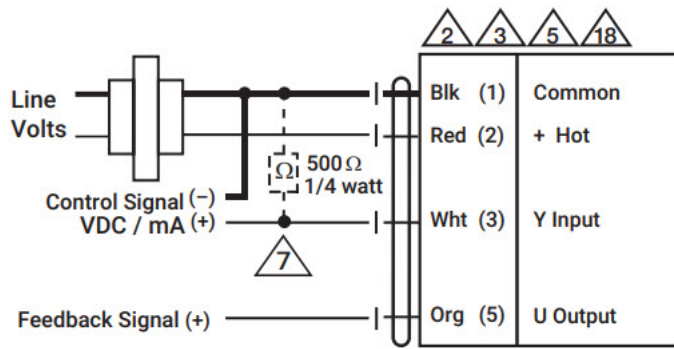 2 3 5 18
Line
Volts
Blk (1) Common
Red (2) + Hot
Ω 500 Ω
1/4 watt
Control Signal (−)
VDC / mA (+)
Wht (3) Y Input
7
Feedback Signal (+)
Org (5) U Output